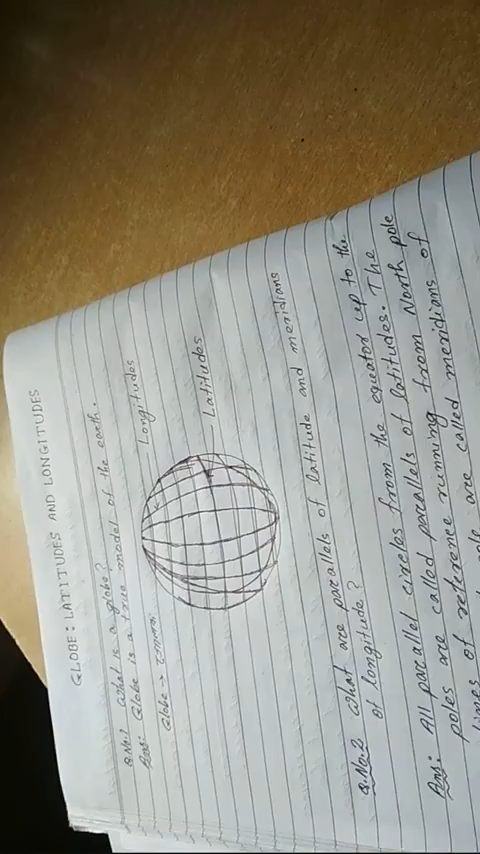 GLOBE: LATITUDES AND LONGITUDES
Q.No.1 What is a globe?
Ans: Globe is a true model of the earth.
Globe →
Longitudes
Latitudes
Q.No.2 What are parallels of latitude and meridians
of longitude?
Ans: All parallel circles from the equator up to the
poles are called parallels of latitudes. The
limes of reference running from North pole
are called meridians of